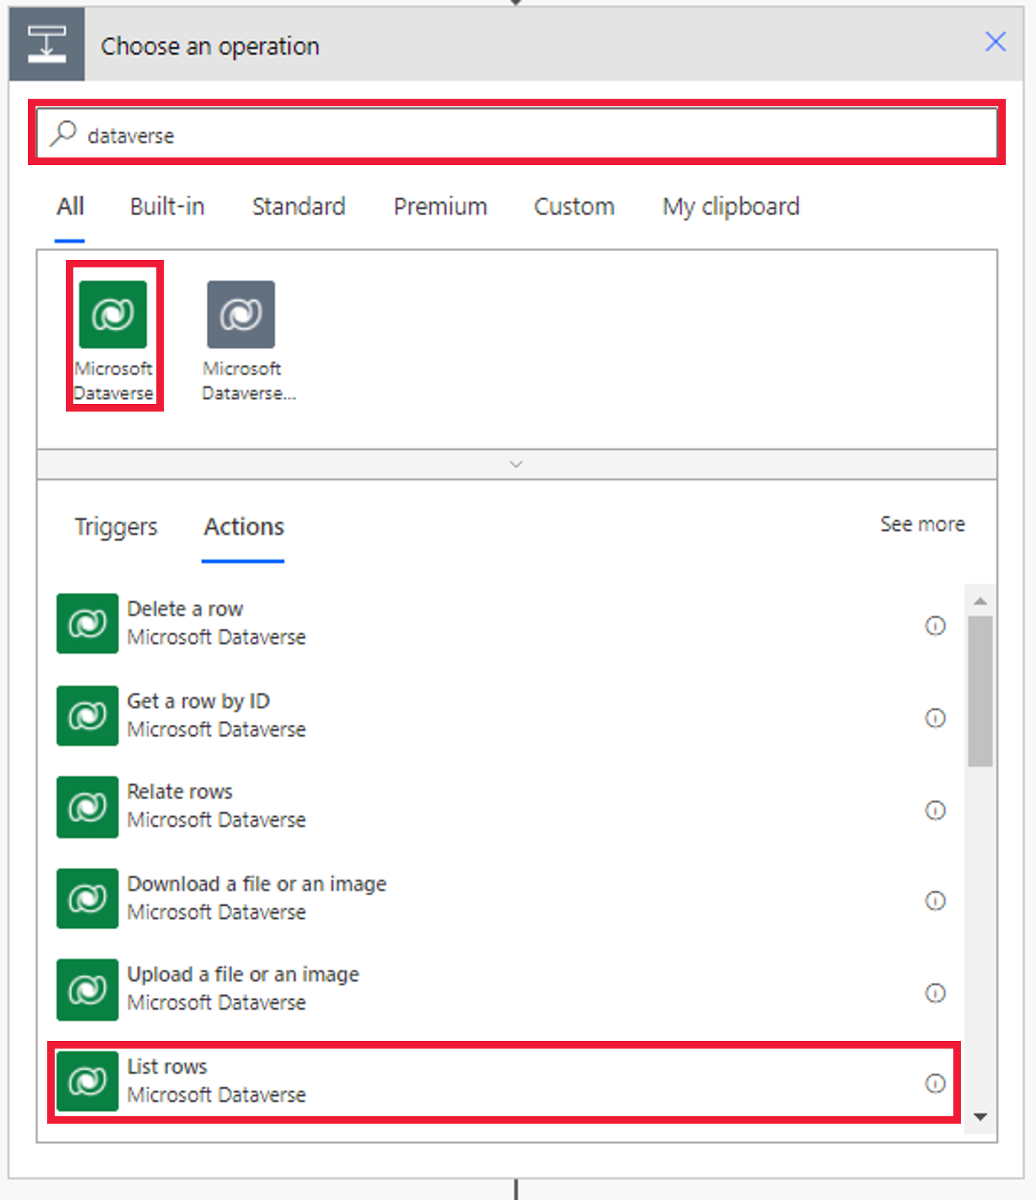 Choose an operation
dataverse
All Built-in Standard Premium Custom My clipboard
Microsoft Dataverse
Microsoft Dataverse...
Triggers Actions See more
Delete a row
Microsoft Dataverse
Get a row by ID
Microsoft Dataverse
Relate rows
Microsoft Dataverse
Download a file or an image
Microsoft Dataverse
Upload a file or an image
Microsoft Dataverse
List rows
Microsoft Dataverse